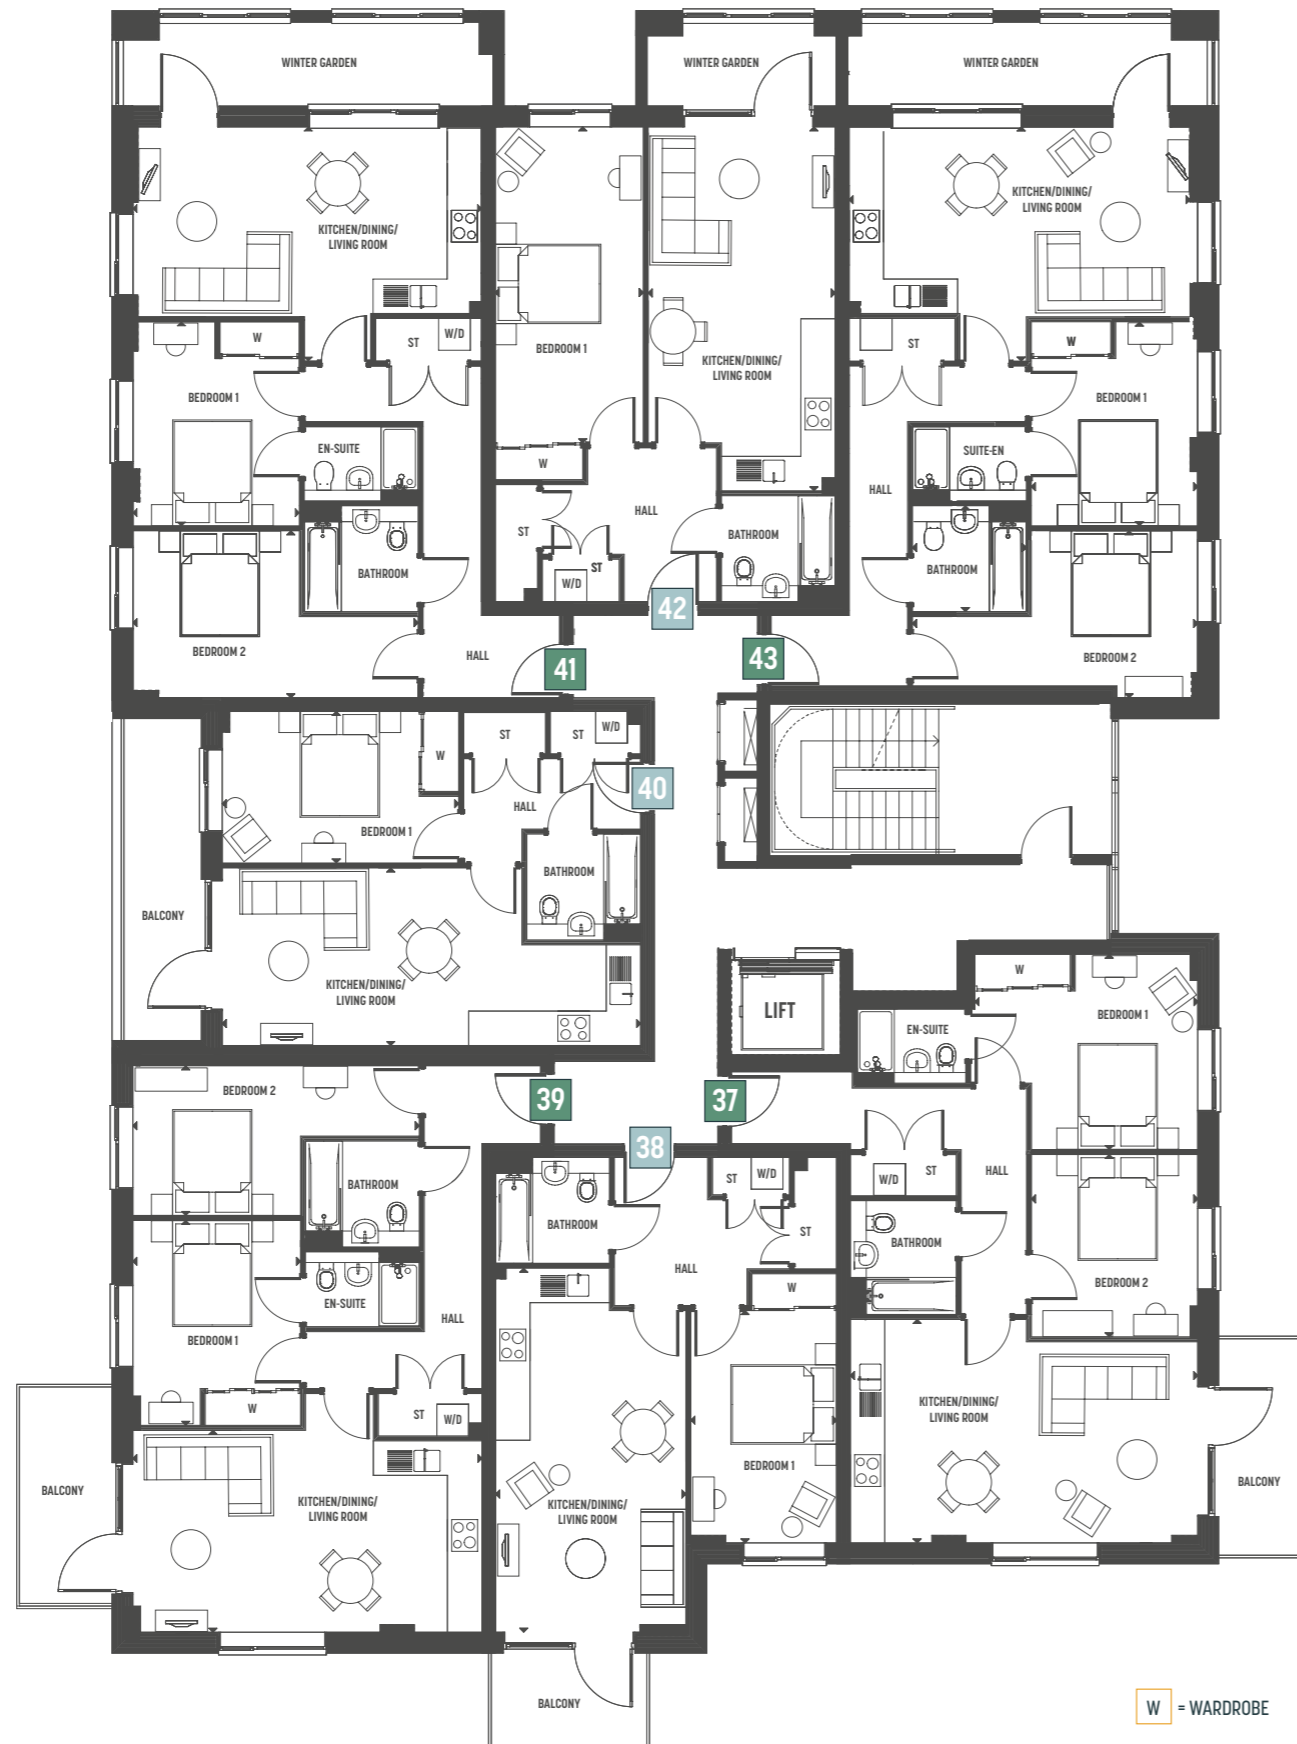 WINTER GARDEN
WINTER GARDEN
WINTER GARDEN
KITCHEN/DINING/
LIVING ROOM
KITCHEN/DINING/
LIVING ROOM
W
ST
W/D
BEDROOM 1
KITCHEN/DINING/
LIVING ROOM
ST
W
BEDROOM 1
BEDROOM 1
EN-SUITE
W
SUITE-EN
HALL
HALL
ST
BATHROOM
BATHROOM
ST
W/D
BATHROOM
42
BEDROOM 2
HALL
41
43
BEDROOM 2
ST
ST
W/D
W
40
HALL
BEDROOM 1
BATHROOM
BALCONY
KITCHEN/DINING/
LIVING ROOM
LIFT
W
BEDROOM 1
EN-SUITE
BEDROOM 2
39
37
38
BATHROOM
ST
W/D
W/D
ST
HALL
BATHROOM
ST
BATHROOM
HALL
W
BEDROOM 2
EN-SUITE
HALL
BEDROOM 1
W
ST
W/D
KITCHEN/DINING/
LIVING ROOM
BEDROOM 1
BALCONY
BALCONY
KITCHEN/DINING/
LIVING ROOM
KITCHEN/DINING/
LIVING ROOM
BALCONY
W = WARDROBE